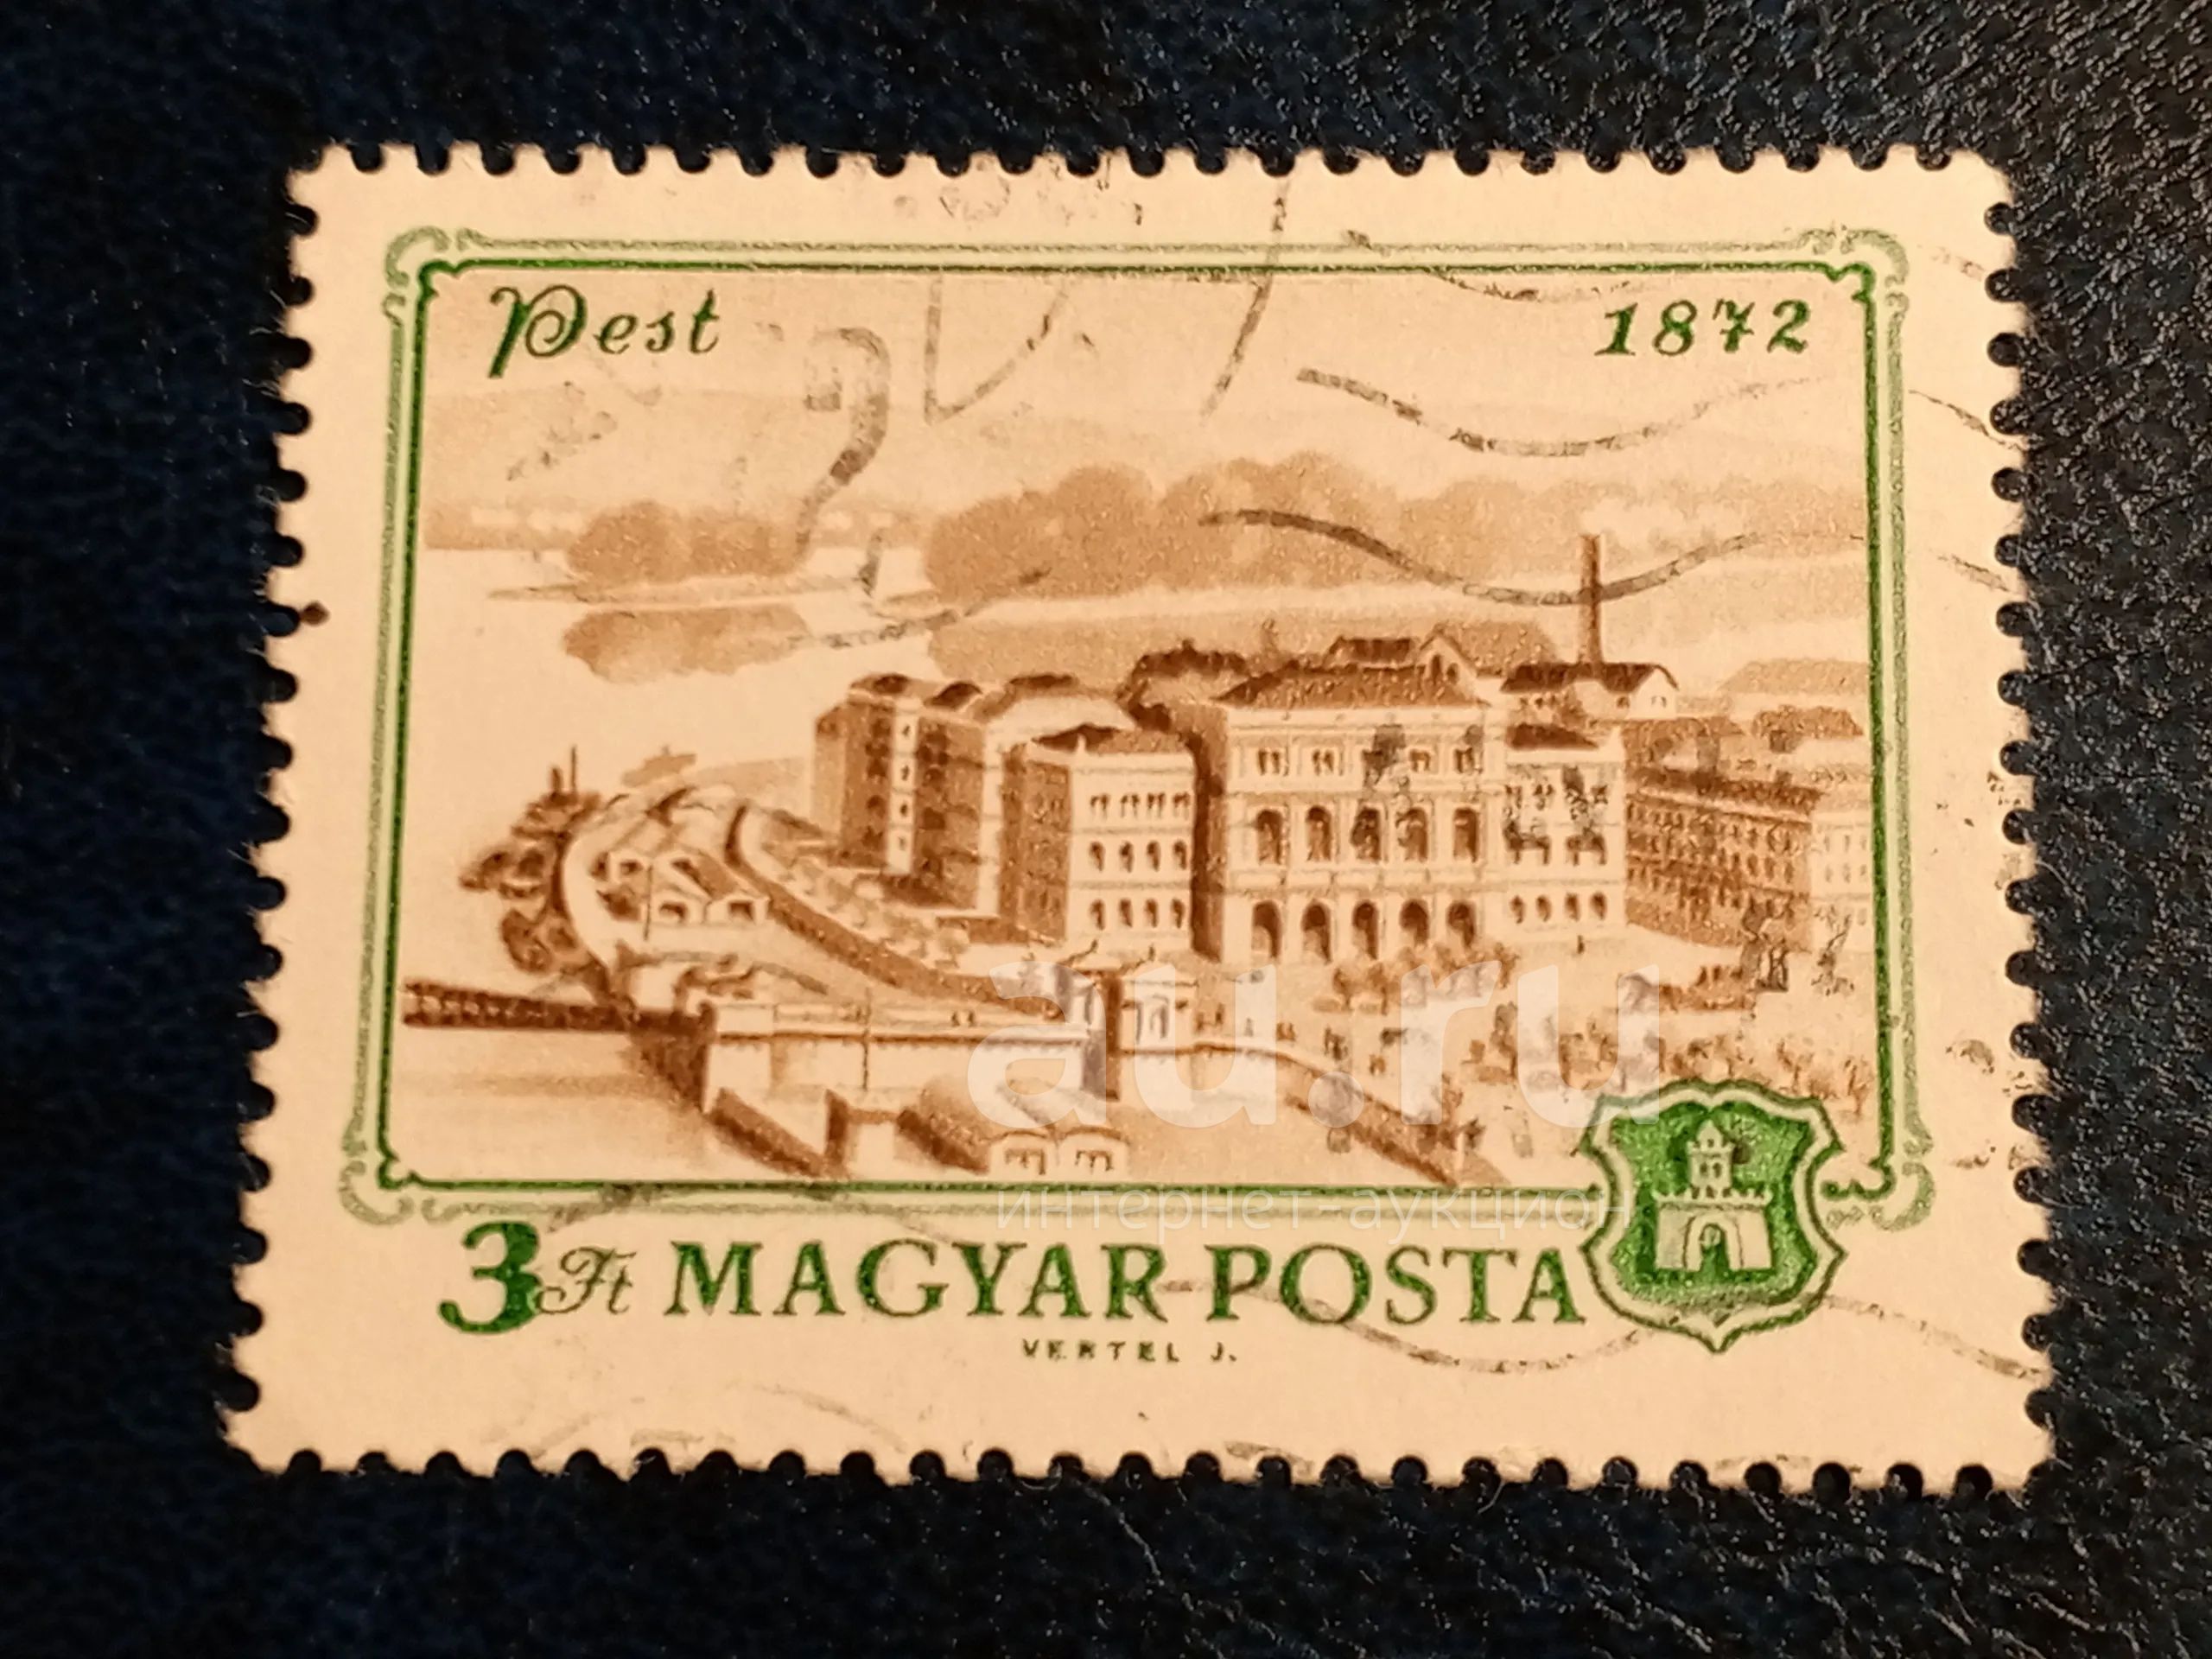 Pest 1872
au.ru
интернет-аукцион
3 Ft MAGYAR POSTA
VERTEL J.